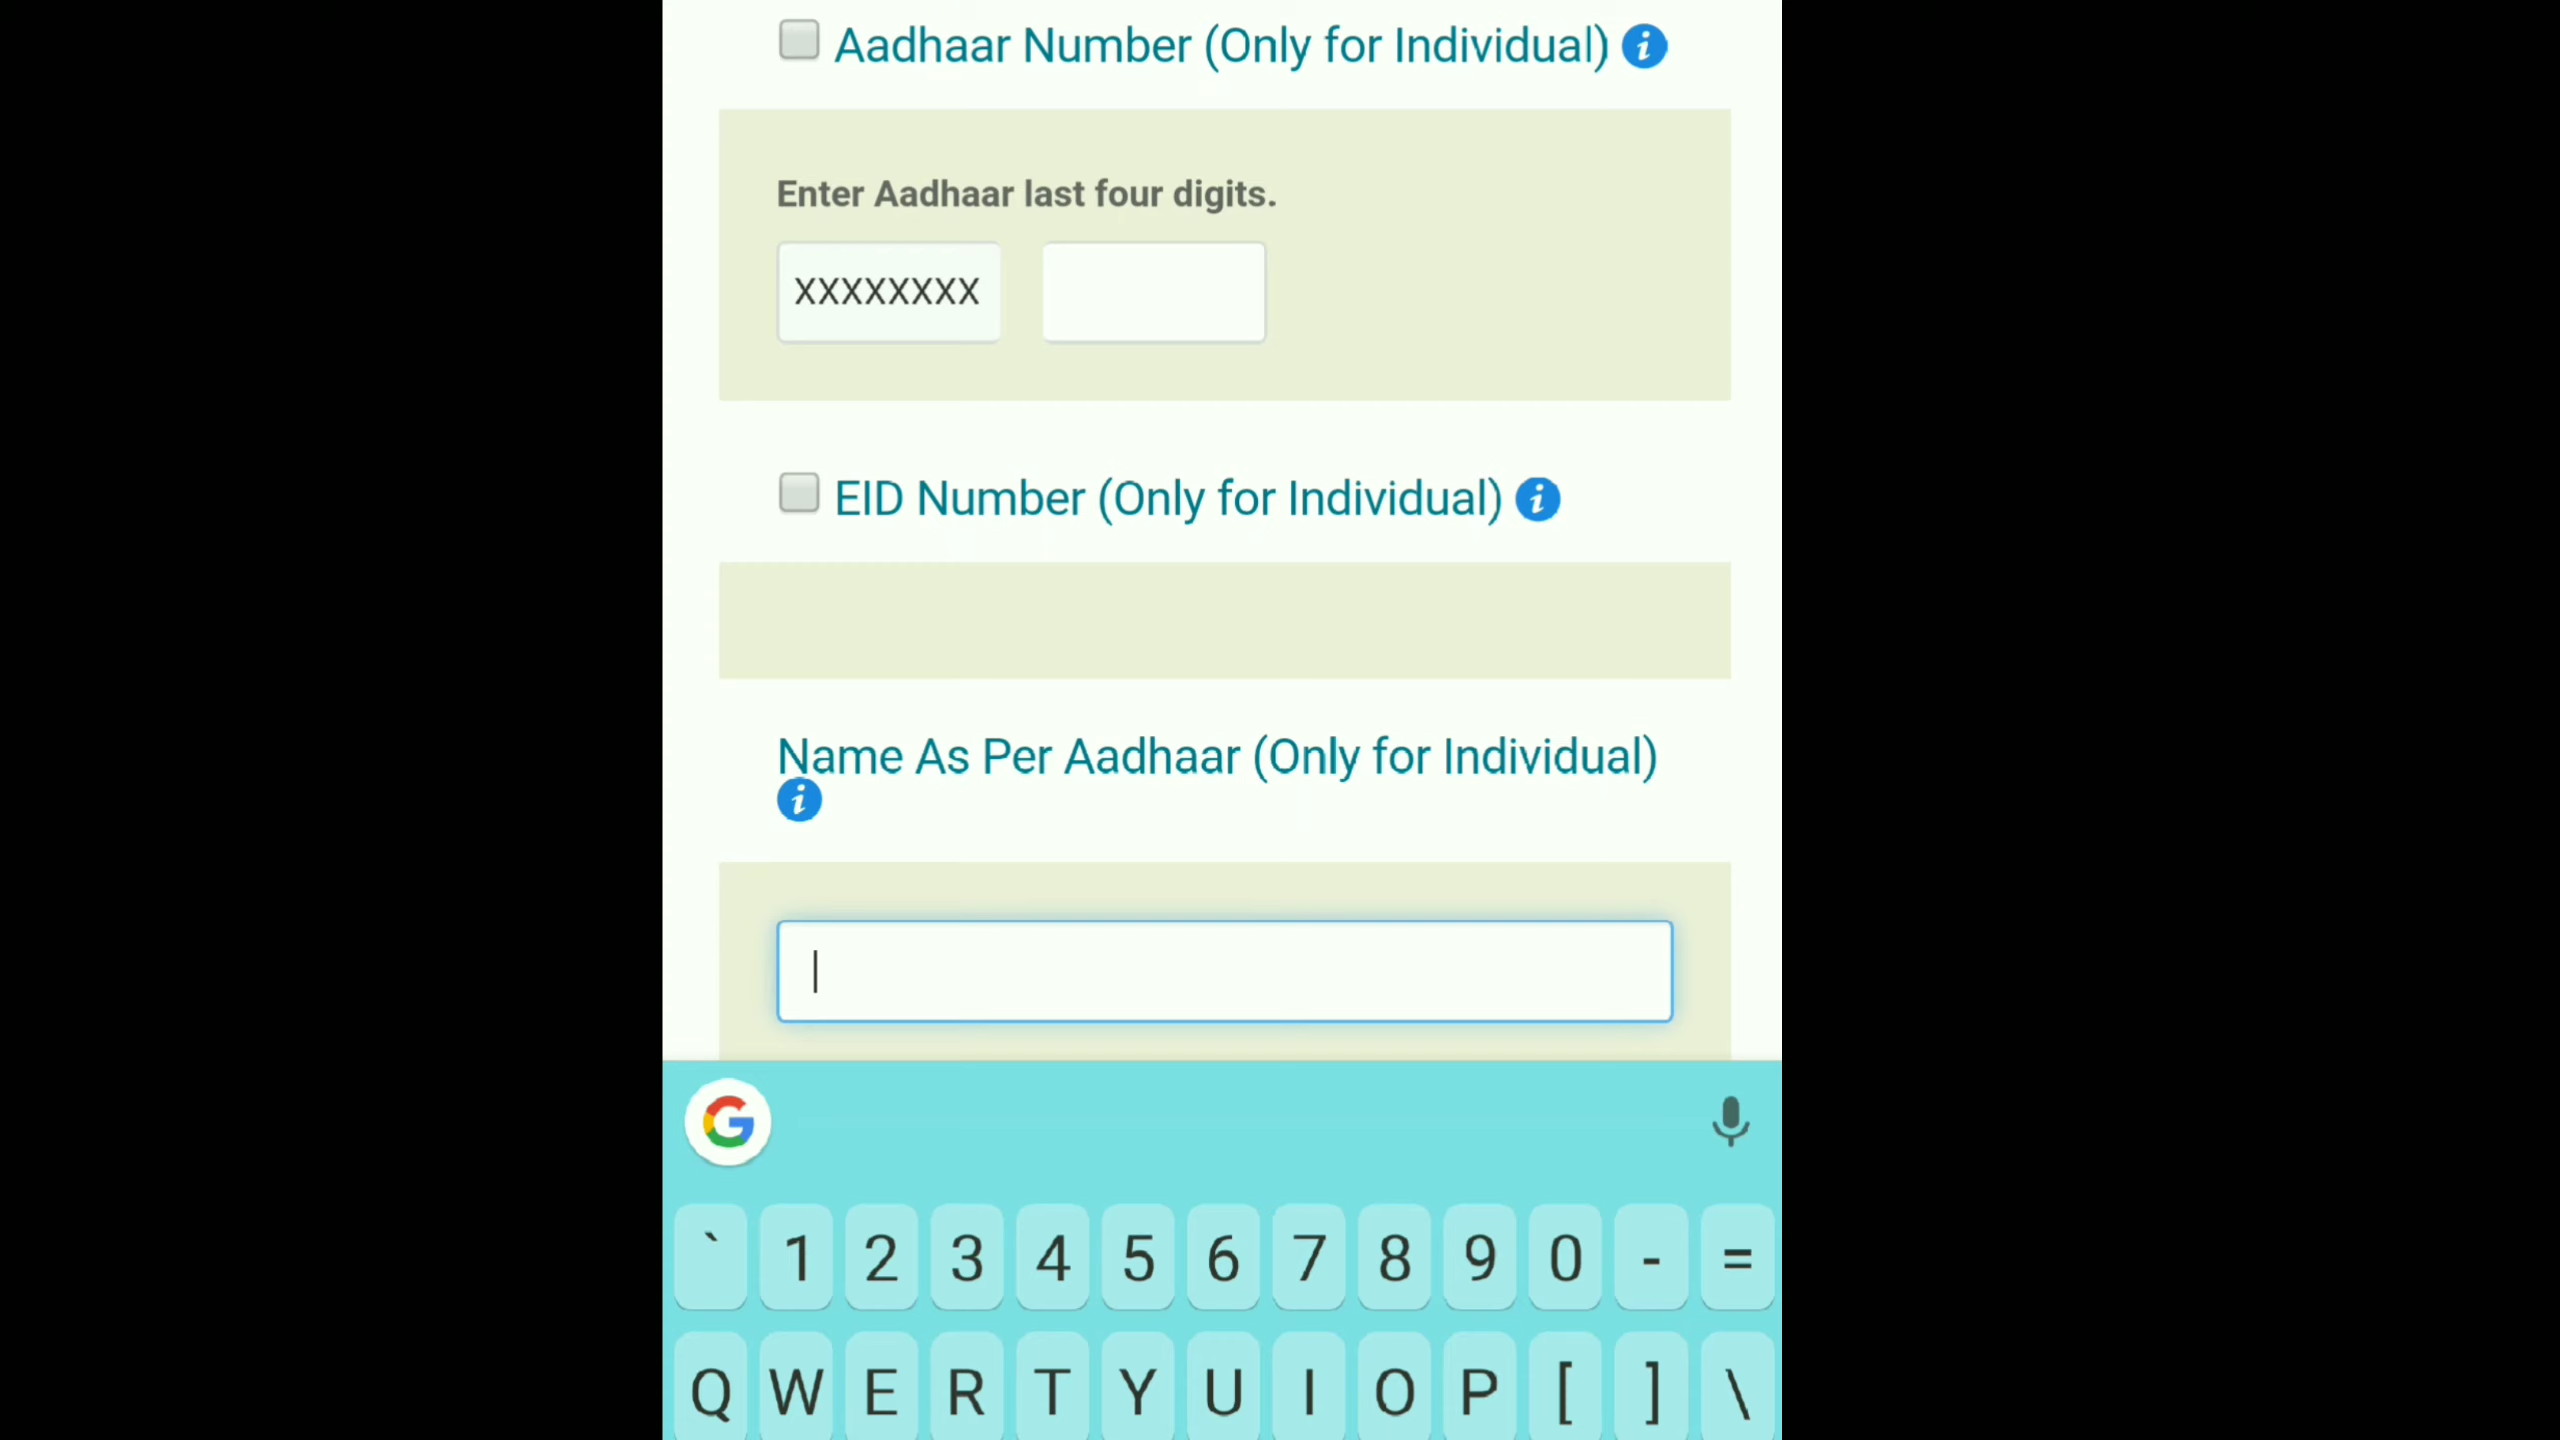 Aadhaar Number (Only for Individual) i
Enter Aadhaar last four digits.
XXXXXXXX
EID Number (Only for Individual) i
Name As Per Aadhaar (Only for Individual)
i
G
` 1 2 3 4 5 6 7 8 9 0 - =
Q W E R T Y U I O P [ ] \